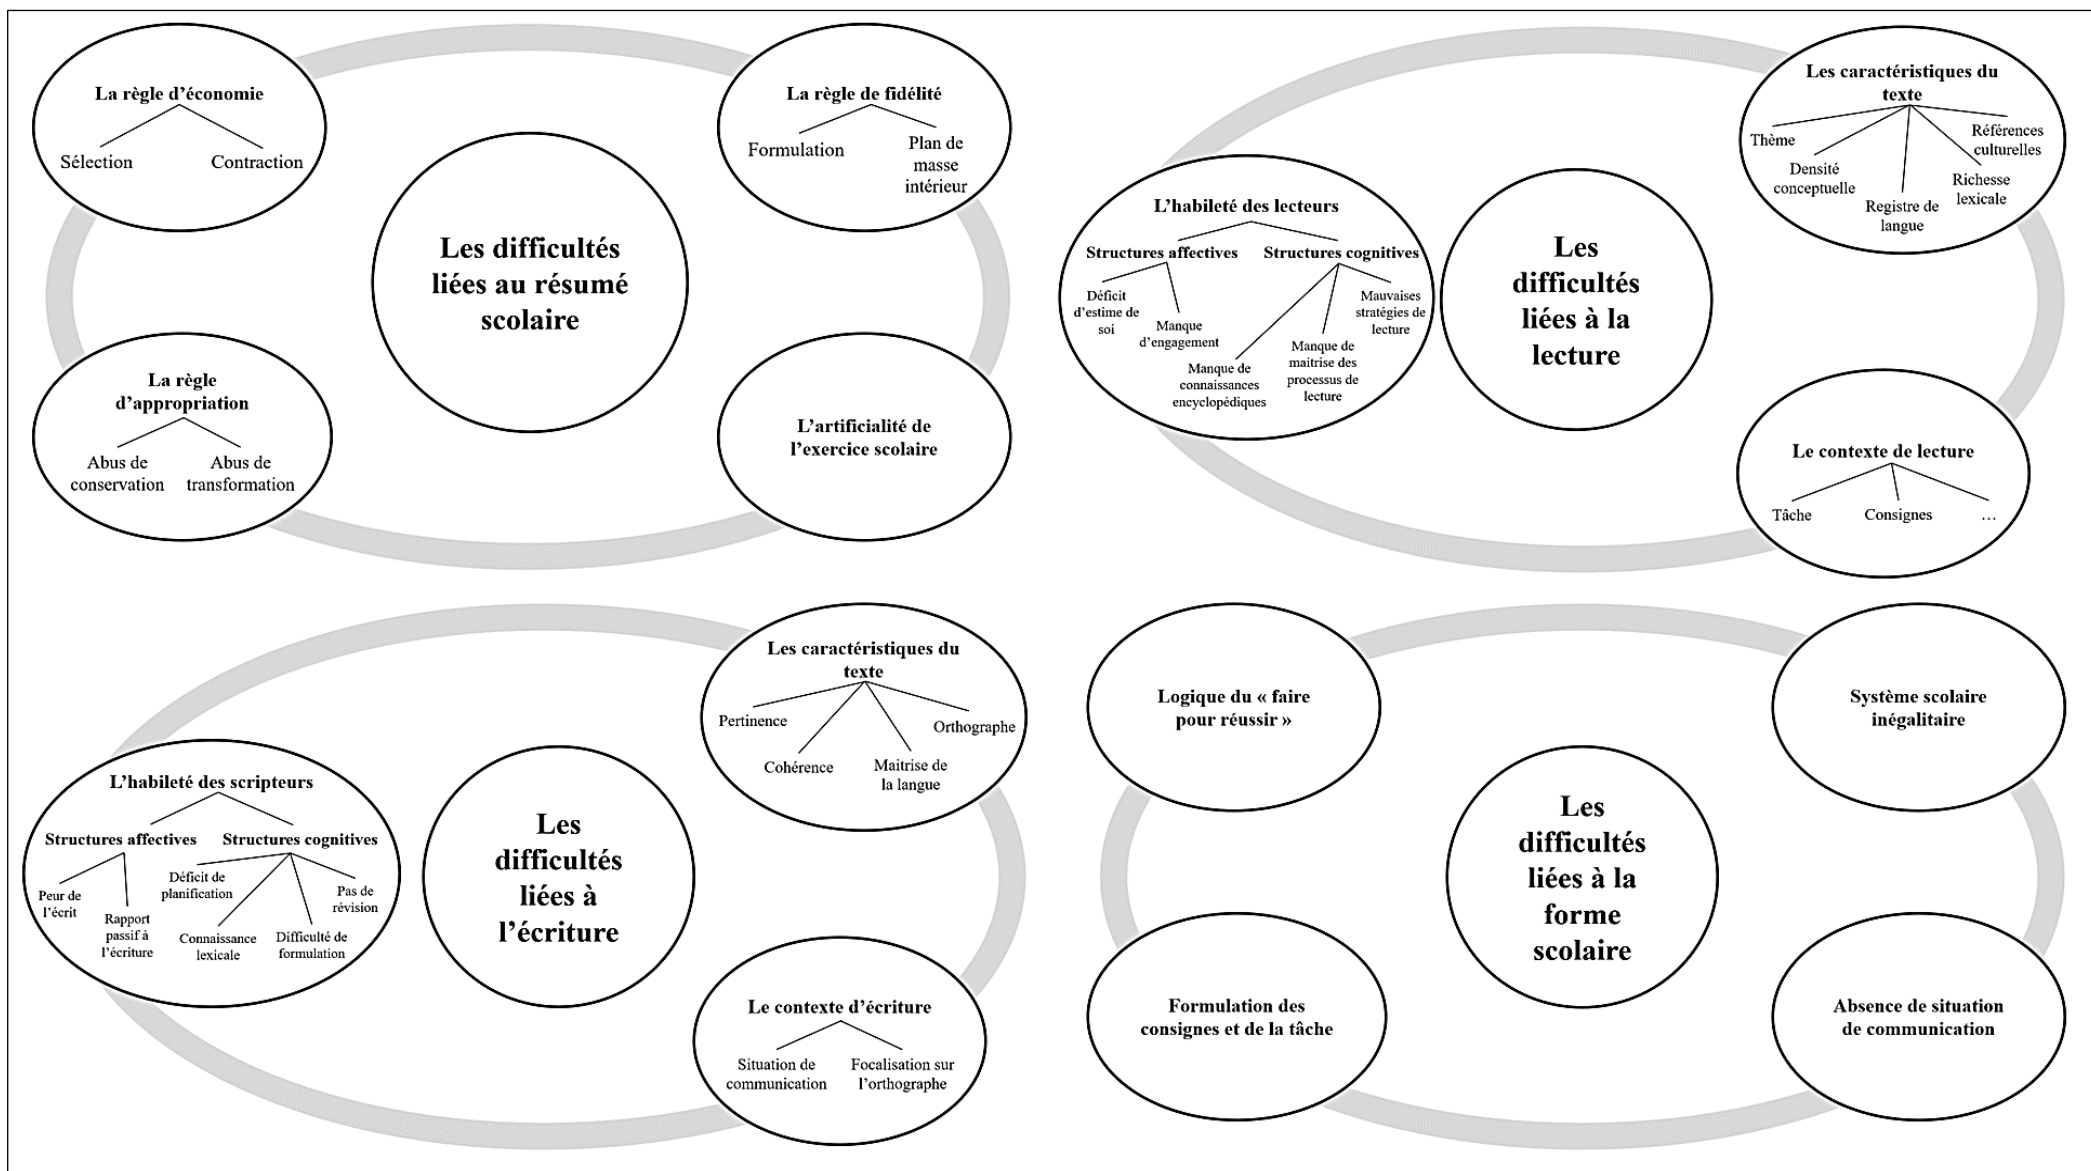 La règle d'économie
Sélection
Contraction
La règle de fidélité
Formulation
Plan de
masse
intérieur
Les difficultés
liées au résumé
scolaire
La règle
d'appropriation
Abus de
conservation
Abus de
transformation
L'artificialité de
l'exercice scolaire
Les caractéristiques du
texte
Thème
Densité
conceptuelle
Registre de
langue
Richesse
lexicale
Références
culturelles
L'habileté des lecteurs
Structures affectives
Déficit
d'estime de
soi
Manque
d'engagement
Structures cognitives
Manque de
connaissances
encyclopédiques
Manque de
maitrise des
processus de
lecture
Mauvaises
stratégies de
lecture
Les
difficultés
liées à la
lecture
Le contexte de lecture
Tâche
Consignes
…
Les caractéristiques du
texte
Pertinence
Cohérence
Maitrise de
la langue
Orthographe
L'habileté des scripteurs
Structures affectives
Peur de
l'écrit
Rapport
passif à
l'écriture
Structures cognitives
Déficit de
planification
Connaissance
lexicale
Difficulté de
formulation
Pas de
révision
Les
difficultés
liées à
l'écriture
Le contexte d'écriture
Situation de
communication
Focalisation sur
l'orthographe
Logique du « faire
pour réussir »
Système scolaire
inégalitaire
Les
difficultés
liées à la
forme
scolaire
Formulation des
consignes et de la tâche
Absence de situation
de communication